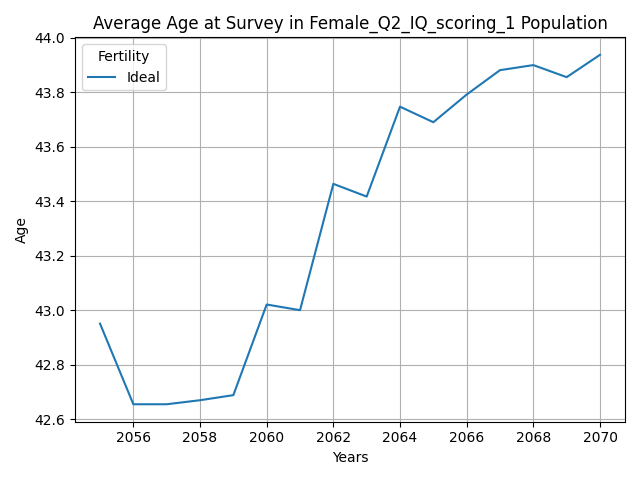 Average Age at Survey in Female_Q2_IQ_scoring_1 Population
Fertility
Ideal
Age
44.0
43.8
43.6
43.4
43.2
43.0
42.8
42.6
2056 2058 2060 2062 2064 2066 2068 2070
Years